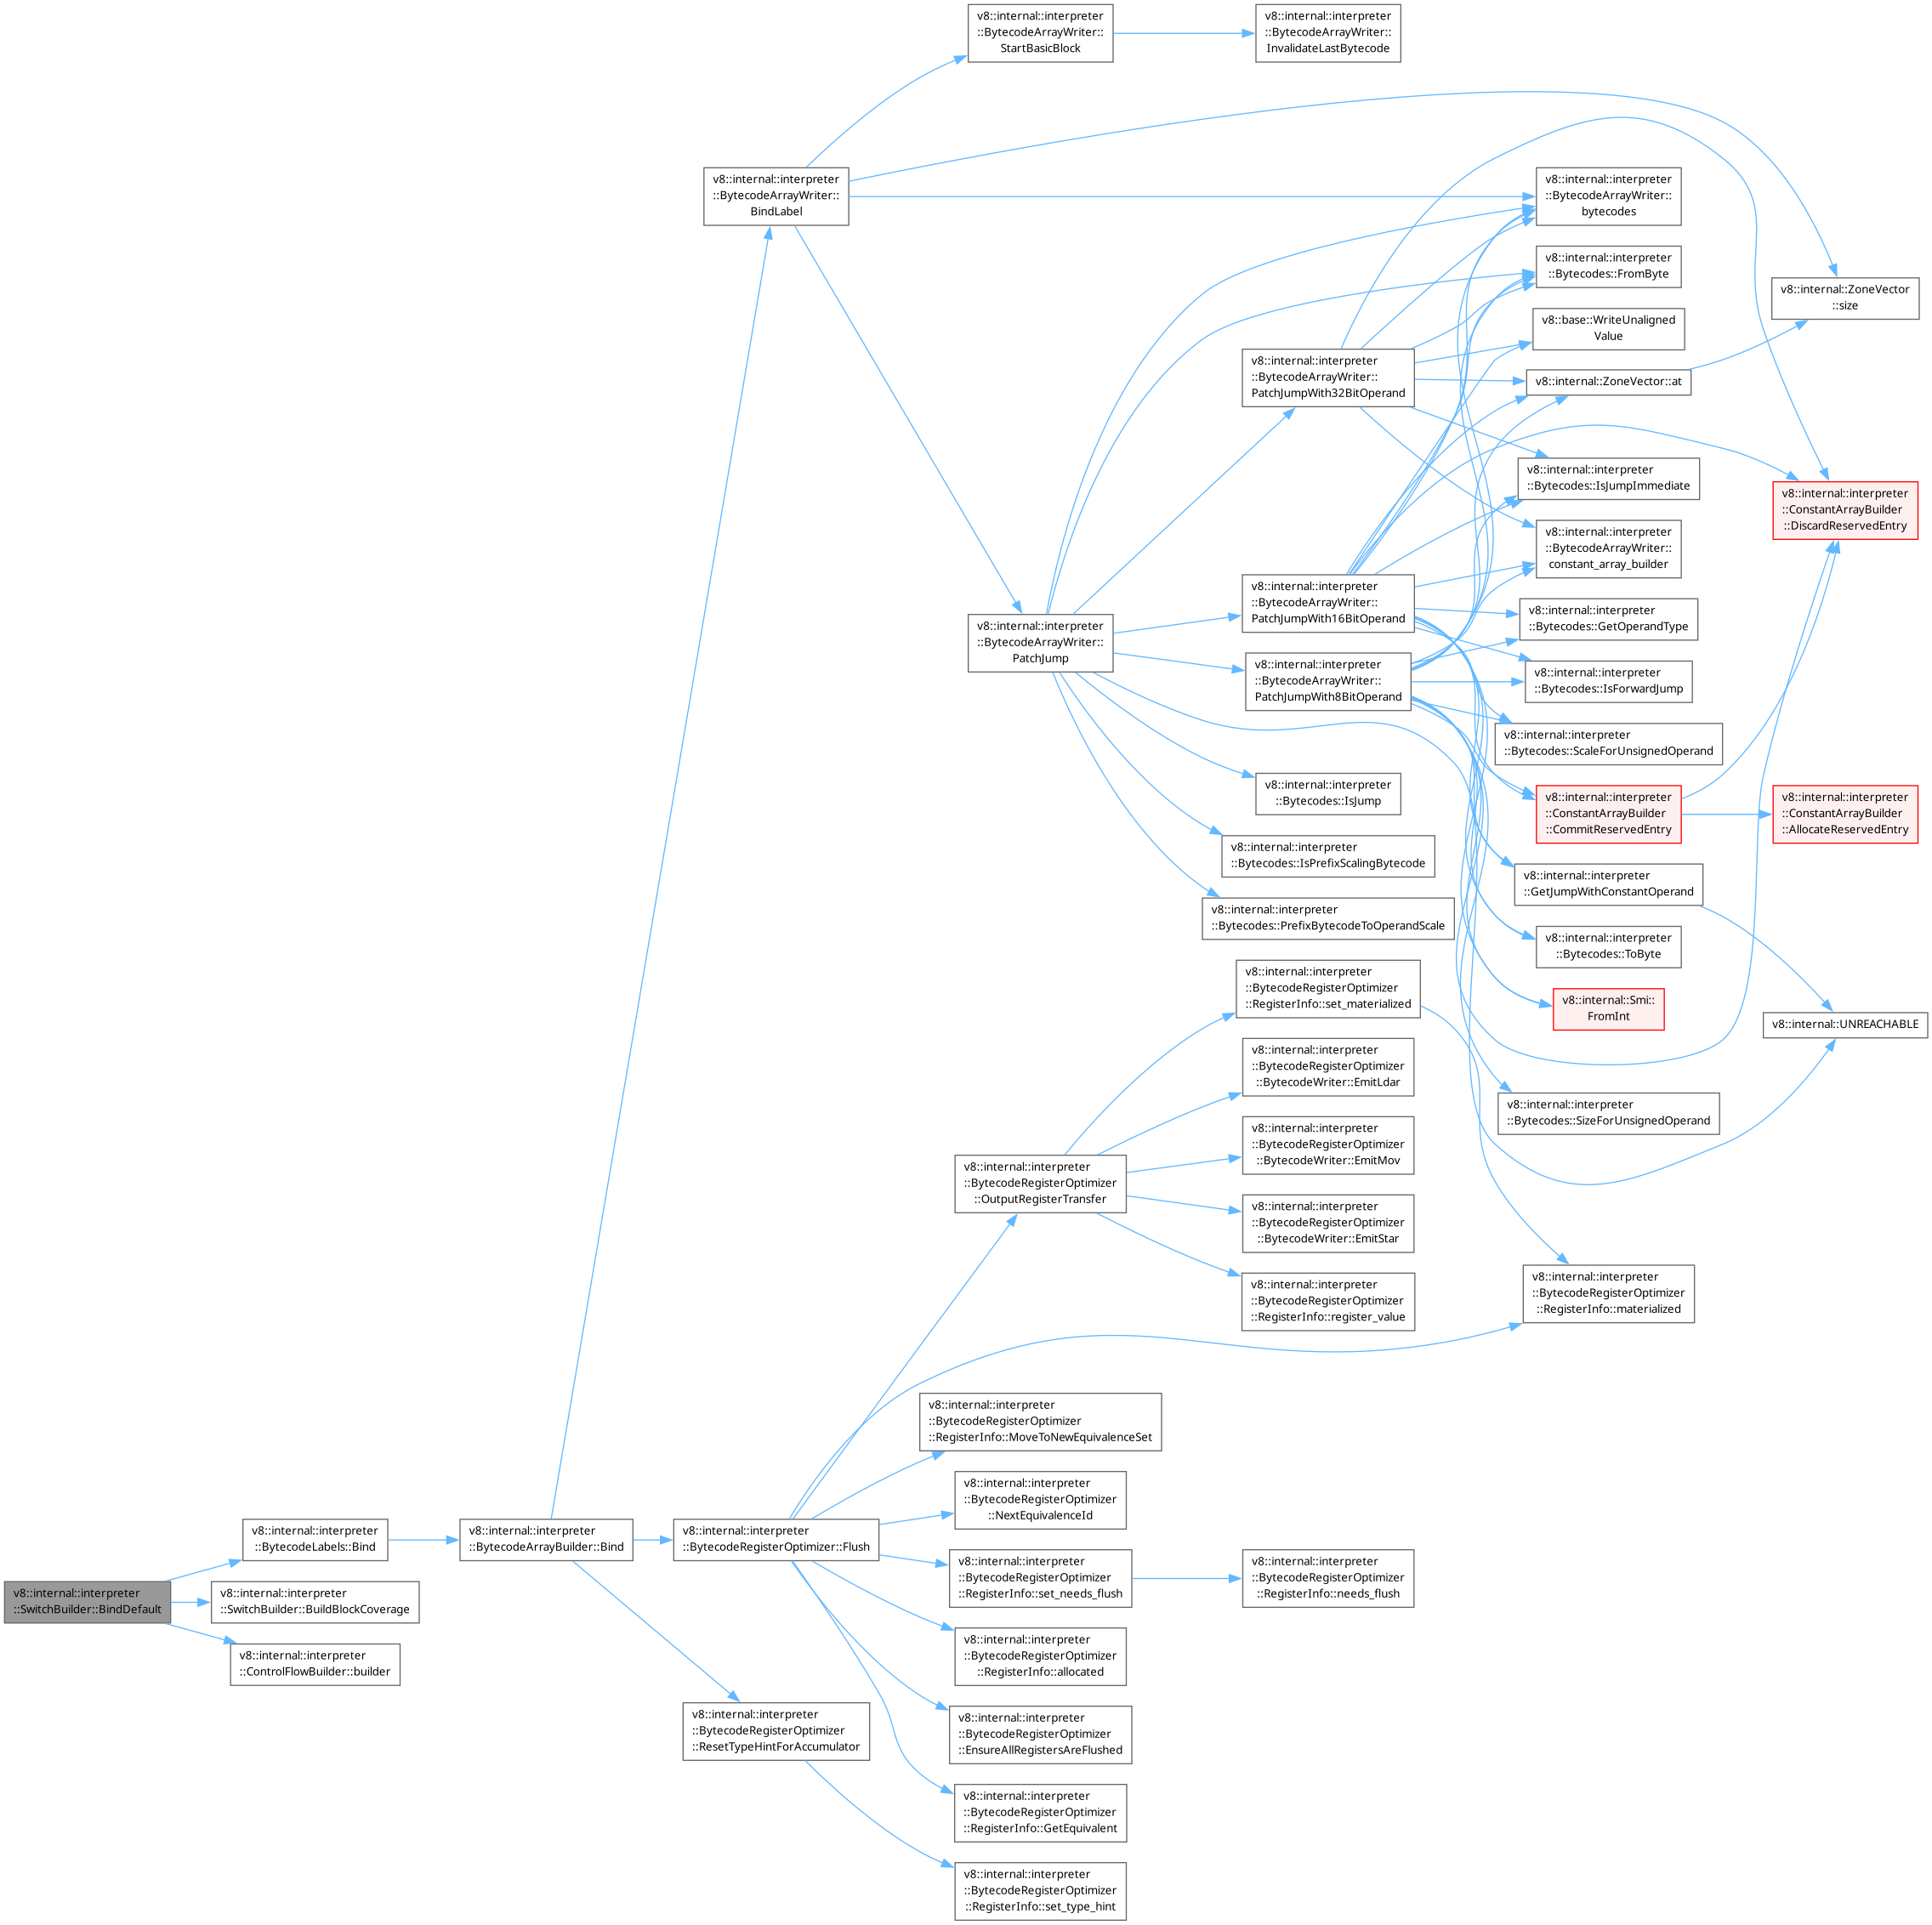 v8::internal::interpreter
::BytecodeArrayWriter::
StartBasicBlock
v8::internal::interpreter
::BytecodeArrayWriter::
InvalidateLastBytecode
v8::internal::interpreter
::BytecodeArrayWriter::
BindLabel
v8::internal::interpreter
::BytecodeArrayWriter::
bytecodes
v8::internal::interpreter
::Bytecodes::FromByte
v8::internal::ZoneVector
::size
v8::base::WriteUnaligned
Value
v8::internal::interpreter
::BytecodeArrayWriter::
PatchJumpWith32BitOperand
v8::internal::ZoneVector::at
v8::internal::interpreter
::Bytecodes::IsJumpImmediate
v8::internal::interpreter
::ConstantArrayBuilder
::DiscardReservedEntry
v8::internal::interpreter
::BytecodeArrayWriter::
constant_array_builder
v8::internal::interpreter
::BytecodeArrayWriter::
PatchJumpWith16BitOperand
v8::internal::interpreter
::Bytecodes::GetOperandType
v8::internal::interpreter
::BytecodeArrayWriter::
PatchJump
v8::internal::interpreter
::BytecodeArrayWriter::
PatchJumpWith8BitOperand
v8::internal::interpreter
::Bytecodes::IsForwardJump
v8::internal::interpreter
::Bytecodes::ScaleForUnsignedOperand
v8::internal::interpreter
::Bytecodes::IsJump
v8::internal::interpreter
::ConstantArrayBuilder
::CommitReservedEntry
v8::internal::interpreter
::ConstantArrayBuilder
::AllocateReservedEntry
v8::internal::interpreter
::Bytecodes::IsPrefixScalingBytecode
v8::internal::interpreter
::GetJumpWithConstantOperand
v8::internal::interpreter
::Bytecodes::PrefixBytecodeToOperandScale
v8::internal::interpreter
::Bytecodes::ToByte
v8::internal::interpreter
::BytecodeRegisterOptimizer
::RegisterInfo::set_materialized
v8::internal::Smi::
FromInt
v8::internal::UNREACHABLE
v8::internal::interpreter
::BytecodeRegisterOptimizer
::BytecodeWriter::EmitLdar
v8::internal::interpreter
::Bytecodes::SizeForUnsignedOperand
v8::internal::interpreter
::BytecodeRegisterOptimizer
::BytecodeWriter::EmitMov
v8::internal::interpreter
::BytecodeRegisterOptimizer
::OutputRegisterTransfer
v8::internal::interpreter
::BytecodeRegisterOptimizer
::BytecodeWriter::EmitStar
v8::internal::interpreter
::BytecodeRegisterOptimizer
::RegisterInfo::register_value
v8::internal::interpreter
::BytecodeRegisterOptimizer
::RegisterInfo::materialized
v8::internal::interpreter
::BytecodeRegisterOptimizer
::RegisterInfo::MoveToNewEquivalenceSet
v8::internal::interpreter
::BytecodeRegisterOptimizer
::NextEquivalenceId
v8::internal::interpreter
::BytecodeLabels::Bind
v8::internal::interpreter
::BytecodeArrayBuilder::Bind
v8::internal::interpreter
::BytecodeRegisterOptimizer::Flush
v8::internal::interpreter
::BytecodeRegisterOptimizer
::RegisterInfo::set_needs_flush
v8::internal::interpreter
::BytecodeRegisterOptimizer
::RegisterInfo::needs_flush
v8::internal::interpreter
::SwitchBuilder::BindDefault
v8::internal::interpreter
::SwitchBuilder::BuildBlockCoverage
v8::internal::interpreter
::ControlFlowBuilder::builder
v8::internal::interpreter
::BytecodeRegisterOptimizer
::RegisterInfo::allocated
v8::internal::interpreter
::BytecodeRegisterOptimizer
::ResetTypeHintForAccumulator
v8::internal::interpreter
::BytecodeRegisterOptimizer
::EnsureAllRegistersAreFlushed
v8::internal::interpreter
::BytecodeRegisterOptimizer
::RegisterInfo::GetEquivalent
v8::internal::interpreter
::BytecodeRegisterOptimizer
::RegisterInfo::set_type_hint